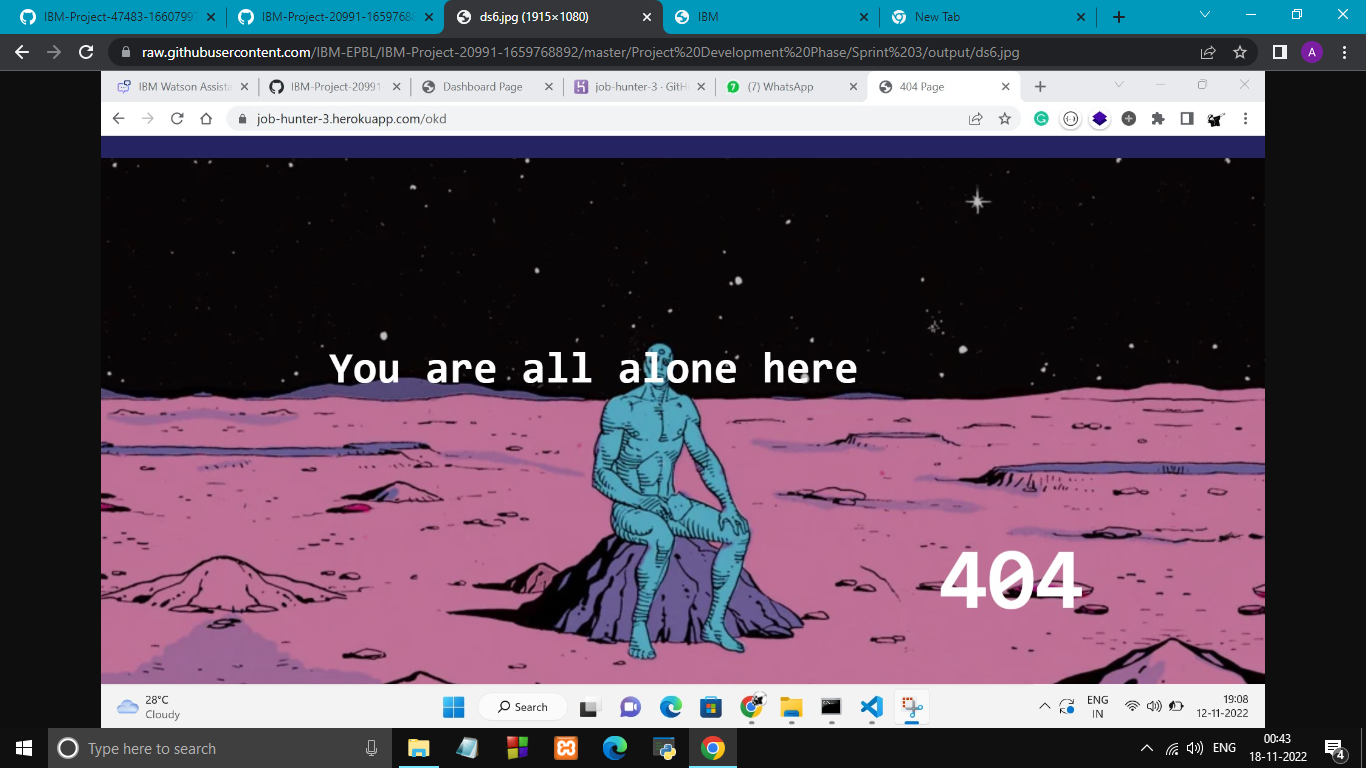 IBM-Project-47483-16607997
IBM-Project-20991-1659768
ds6.jpg (1915×1080)
IBM
New Tab
raw.githubusercontent.com/IBM-EPBL/IBM-Project-20991-1659768892/master/Project%20Development%20Phase/Sprint%203/output/ds6.jpg
A
IBM Watson Assista
IBM-Project-20991
Dashboard Page
job-hunter-3 · GitH
(7) WhatsApp
404 Page
job-hunter-3.herokuapp.com/okd
You are all alone here
404
28°C
Cloudy
Search
ENG
IN
19:08
12-11-2022
Type here to search
ENG
00:43
18-11-2022
4